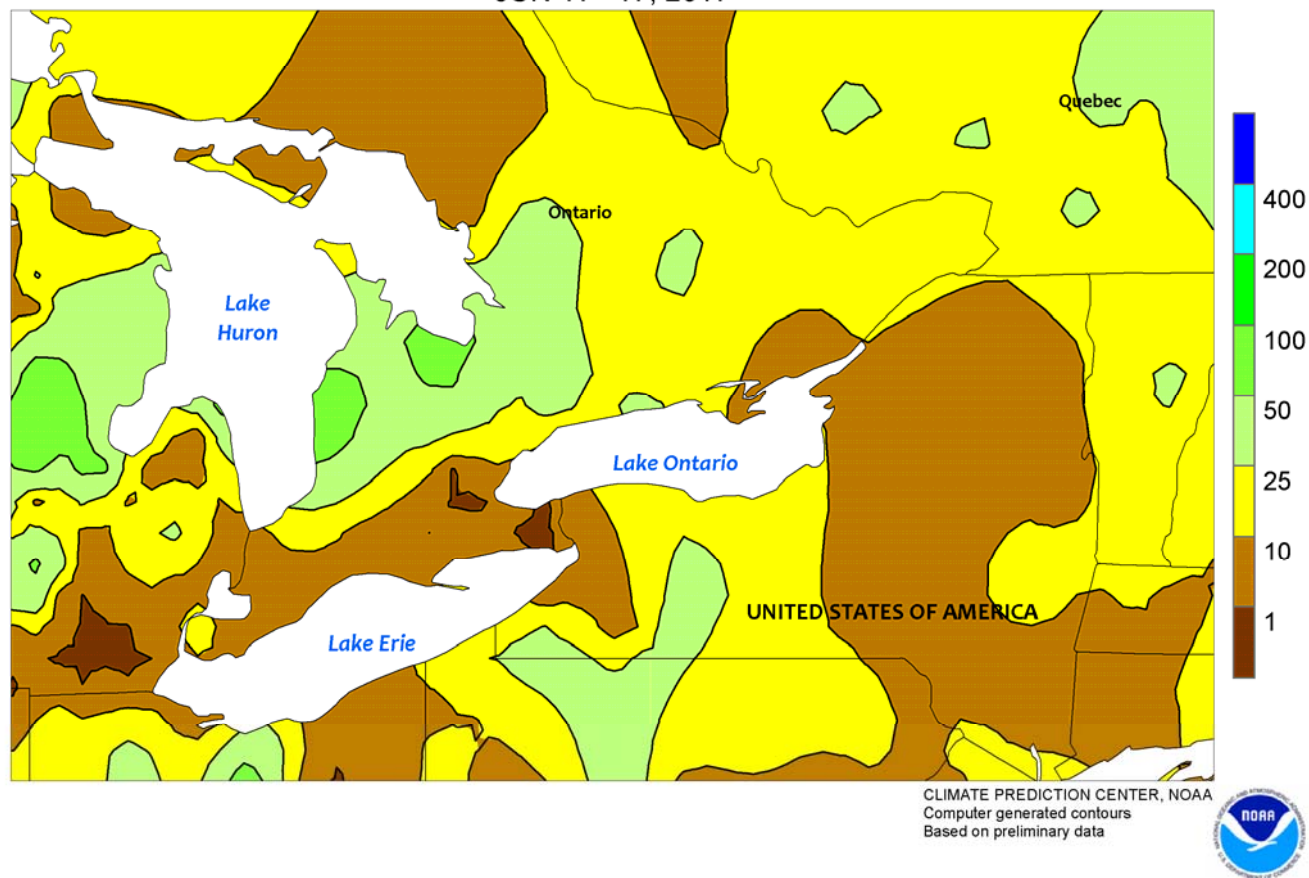 Quebec
Ontario
400
200
100
50
25
10
1
Lake
Huron
Lake Ontario
UNITED STATES OF AMERICA
Lake Erie
CLIMATE PREDICTION CENTER, NOAA
Computer generated contours
Based on preliminary data
NOAA